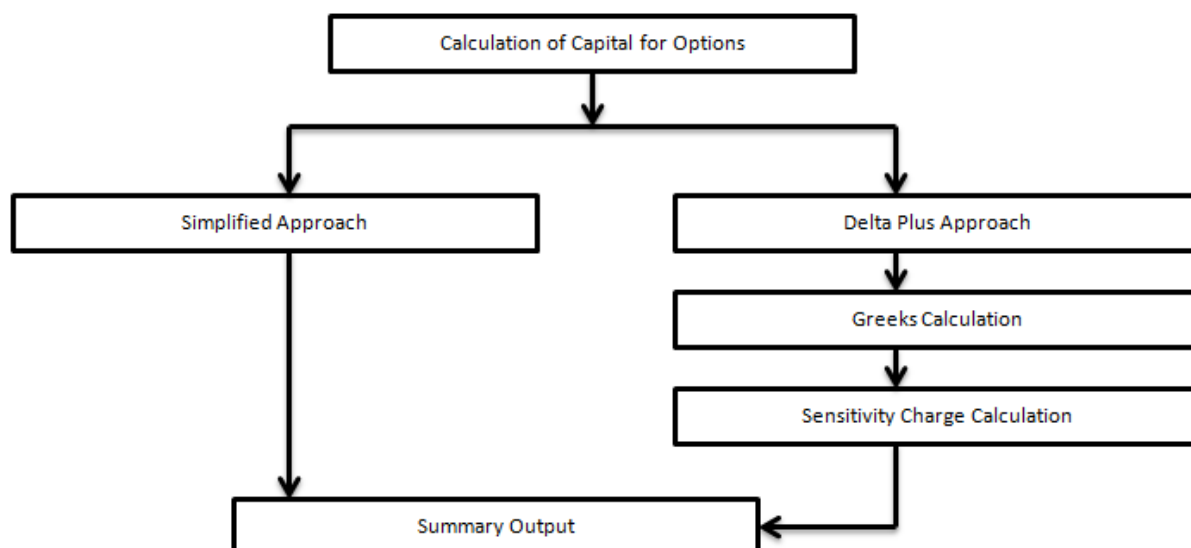 Calculation of Capital for Options
Simplified Approach
Delta Plus Approach
Greeks Calculation
Sensitivity Charge Calculation
Summary Output